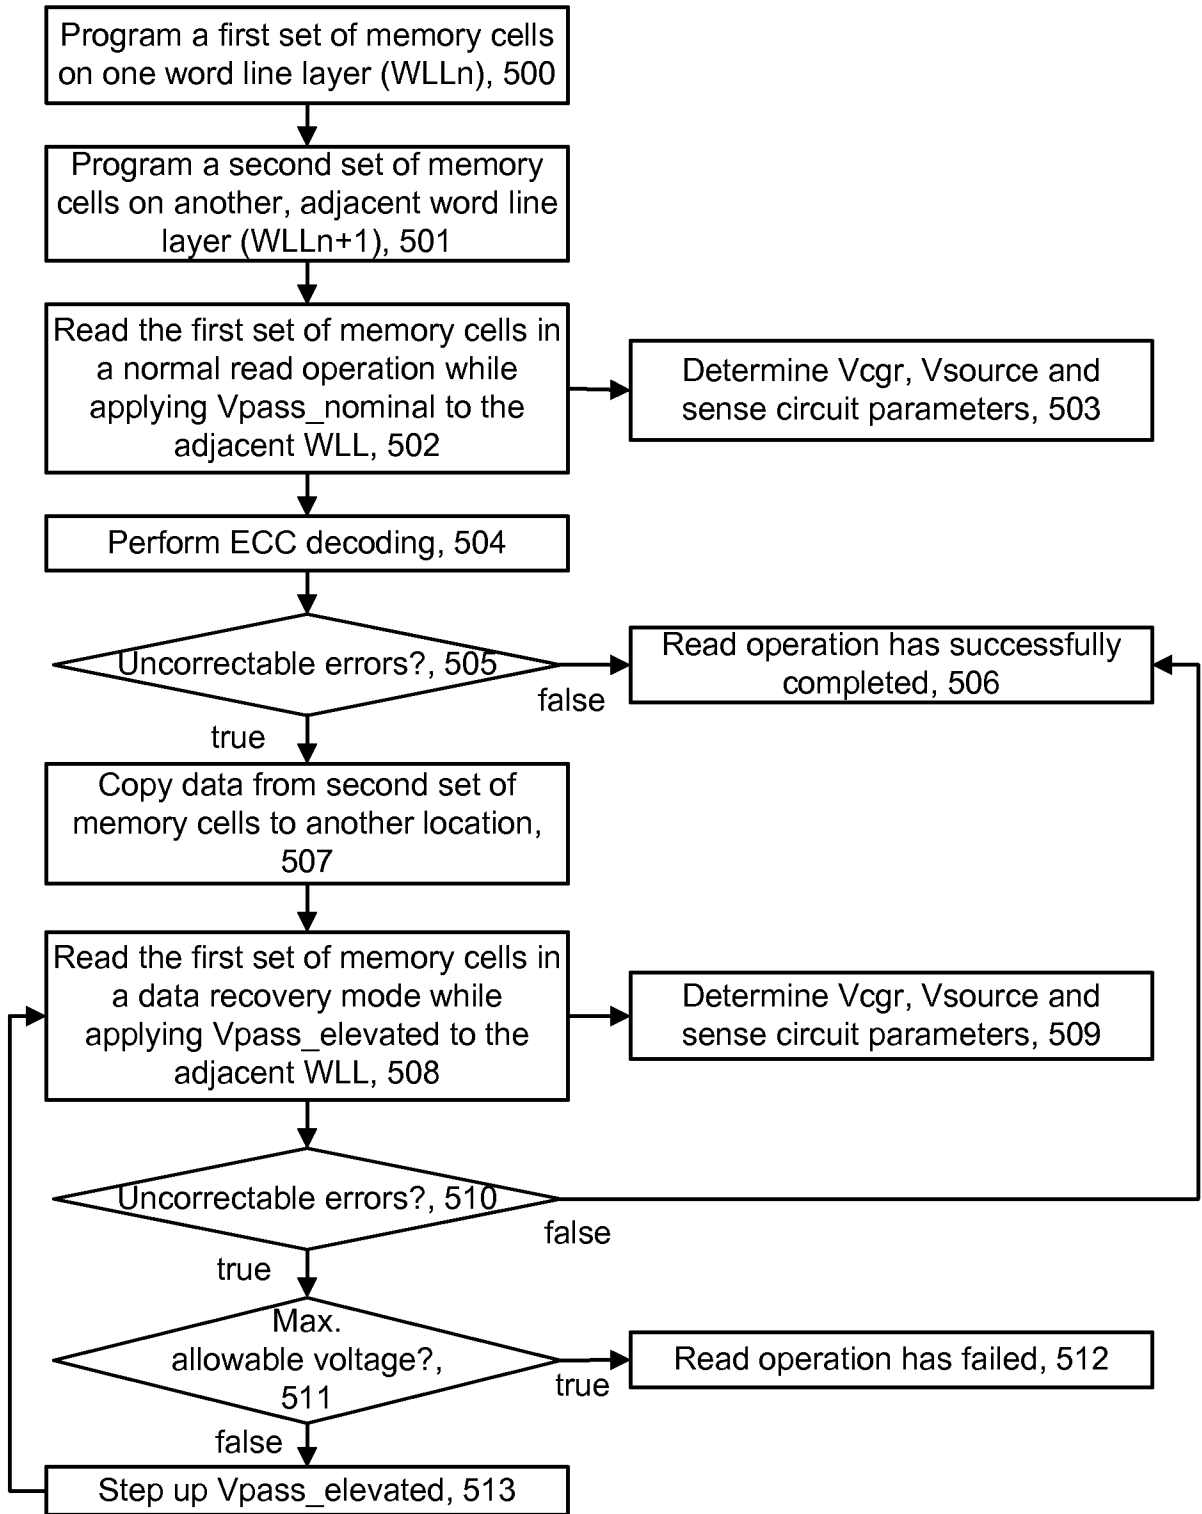 Program a first set of memory cells
on one word line layer (WLLn), 500
Program a second set of memory
cells on another, adjacent word line
layer (WLLn+1), 501
Read the first set of memory cells in
a normal read operation while
applying Vpass_nominal to the
adjacent WLL, 502
Determine Vcgr, Vsource and
sense circuit parameters, 503
Perform ECC decoding, 504
Uncorrectable errors?, 505
false
true
Read operation has successfully
completed, 506
Copy data from second set of
memory cells to another location,
507
Read the first set of memory cells in
a data recovery mode while
applying Vpass_elevated to the
adjacent WLL, 508
Determine Vcgr, Vsource and
sense circuit parameters, 509
Uncorrectable errors?, 510
false
true
Max.
allowable voltage?,
511
true
false
Read operation has failed, 512
Step up Vpass_elevated, 513